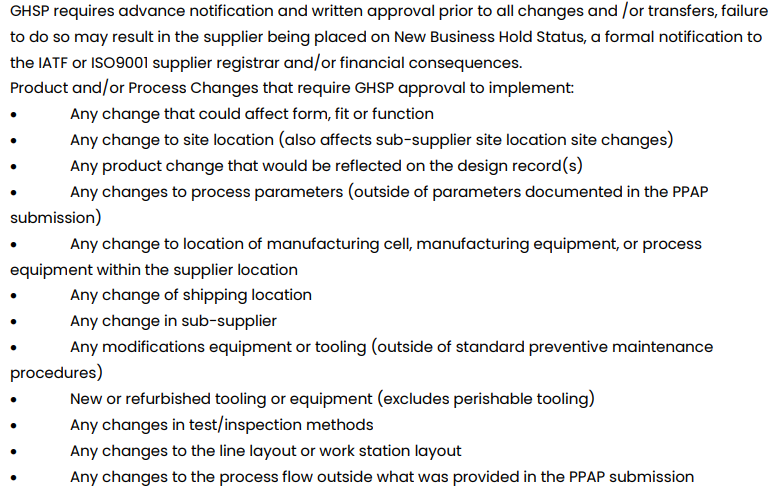 GHSP requires advance notification and written approval prior to all changes and /or transfers, failure
to do so may result in the supplier being placed on New Business Hold Status, a formal notification to
the IATF or ISO9001 supplier registrar and/or financial consequences.
Product and/or Process Changes that require GHSP approval to implement:
• Any change that could affect form, fit or function
• Any change to site location (also affects sub-supplier site location site changes)
• Any product change that would be reflected on the design record(s)
• Any changes to process parameters (outside of parameters documented in the PPAP
submission)
• Any change to location of manufacturing cell, manufacturing equipment, or process
equipment within the supplier location
• Any change of shipping location
• Any change in sub-supplier
• Any modifications equipment or tooling (outside of standard preventive maintenance
procedures)
• New or refurbished tooling or equipment (excludes perishable tooling)
• Any changes in test/inspection methods
• Any changes to the line layout or work station layout
• Any changes to the process flow outside what was provided in the PPAP submission